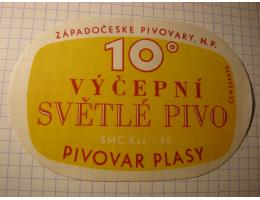 ZÁPADOČESKÉ PIVOVARY, N.P.
10°
VÝČEPNÍ
SVĚTLÉ PIVO
SMC Kčs 1.40
PIVOVAR PLASY